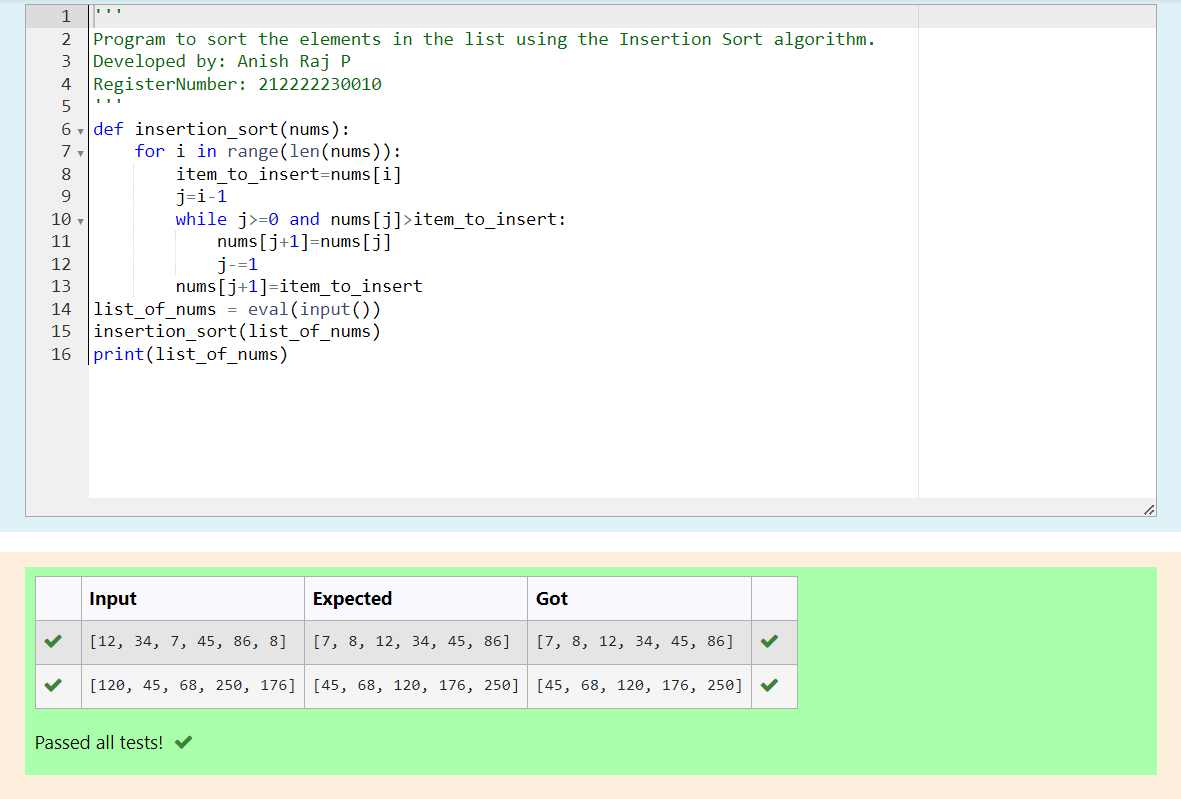 1 '''
2 Program to sort the elements in the list using the Insertion Sort algorithm.
3 Developed by: Anish Raj P
4 RegisterNumber: 212222230010
5 '''
6 def insertion_sort(nums):
7     for i in range(len(nums)):
8         item_to_insert=nums[i]
9         j=i-1
10         while j>=0 and nums[j]>item_to_insert:
11             nums[j+1]=nums[j]
12             j-=1
13         nums[j+1]=item_to_insert
14 list_of_nums = eval(input())
15 insertion_sort(list_of_nums)
16 print(list_of_nums)
Input Expected Got
[12, 34, 7, 45, 86, 8] [7, 8, 12, 34, 45, 86] [7, 8, 12, 34, 45, 86]
[120, 45, 68, 250, 176] [45, 68, 120, 176, 250] [45, 68, 120, 176, 250]
Passed all tests!